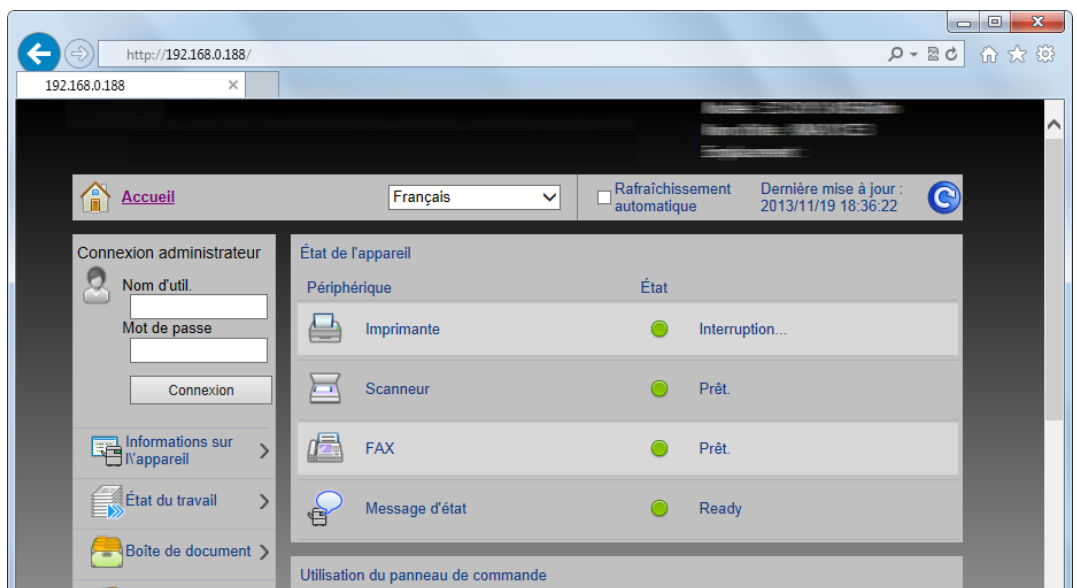 http://192.168.0.188/
192.168.0.188
Accueil
Français
Rafraîchissement
automatique
Dernière mise à jour :
2013/11/19 18:36:22
Connexion administrateur
Nom d'util.
Mot de passe
Connexion
Informations sur
l\'appareil
État du travail
Boîte de document
État de l'appareil
Périphérique État
Imprimante Interruption...
Scanneur Prêt.
FAX Prêt.
Message d'état Ready
Utilisation du panneau de commande